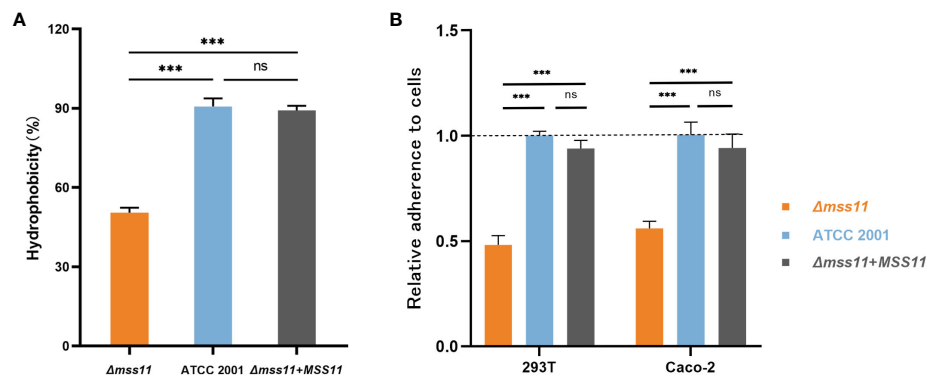 A
Hydrophobicity (%)
120
90
60
30
0
***
***
ns
Δmss11
ATCC 2001
Δmss11+MSS11
B
Relative adherence to cells
1.5
1.0
0.5
0.0
***
***
ns
***
***
ns
293T
Caco-2
Δmss11
ATCC 2001
Δmss11+MSS11